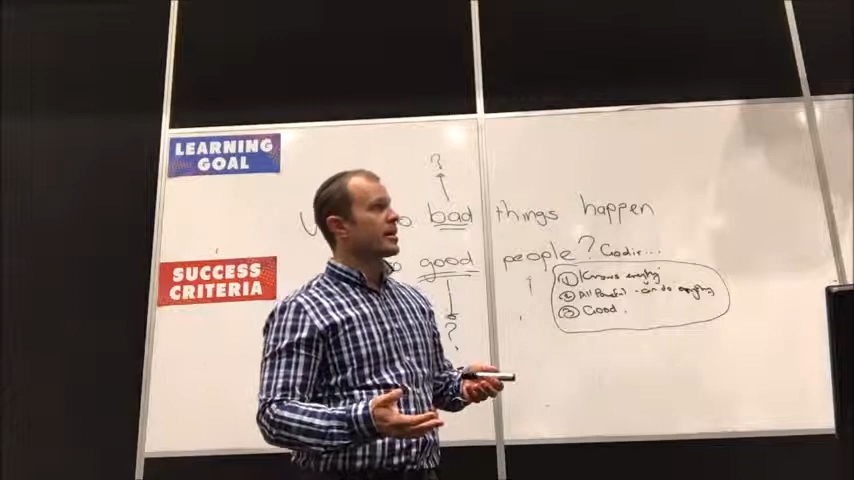 LEARNING
GOAL
?
bad things happen
good people? God is...
SUCCESS
CRITERIA
① Knows everything
② All Powerful - can do anything
③ Good.
?